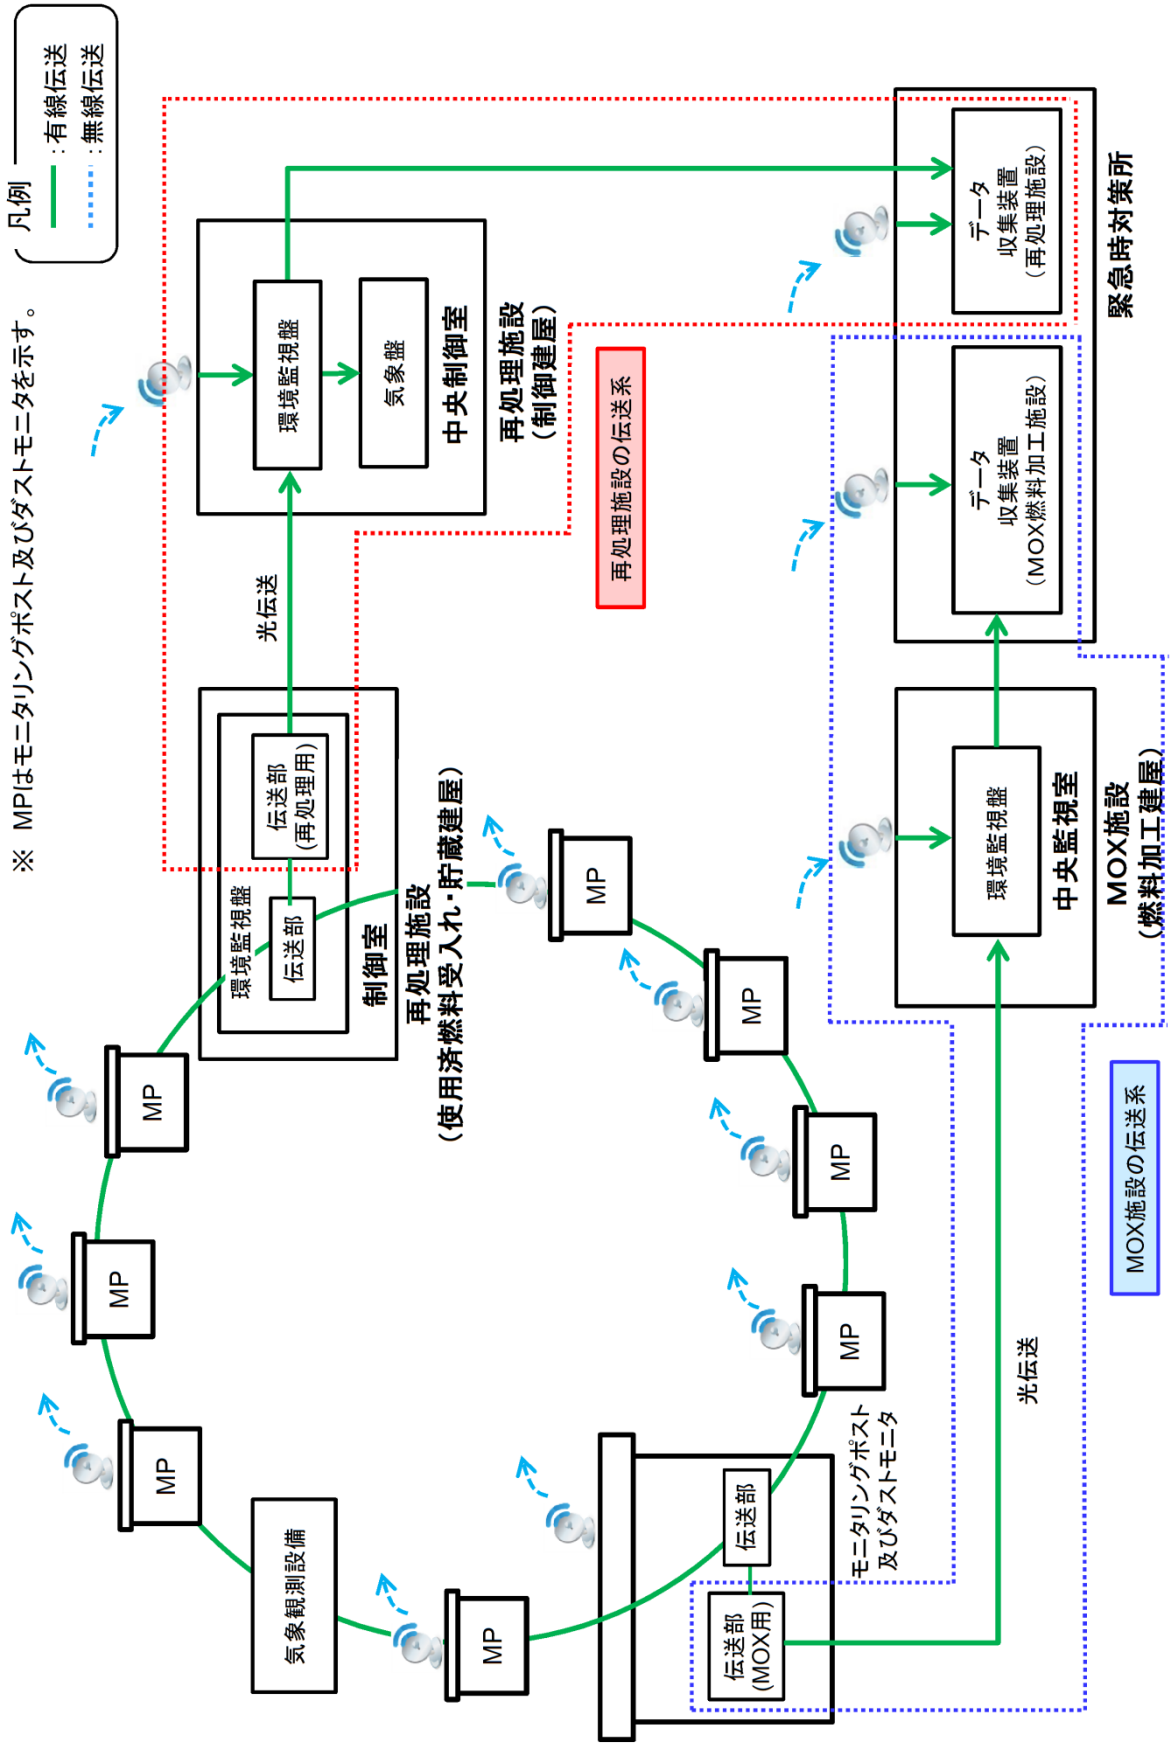 ※ MPはモニタリングポスト及びダストモニタを示す。
凡例
：有線伝送
：無線伝送
MP
MP
MP
気象観測設備
MP
環境監視盤
伝送部
伝送部
(再処理用)
制御室
再処理施設
（使用済燃料受入れ・貯蔵建屋）
光伝送
環境監視盤
気象盤
中央制御室
再処理施設
（制御建屋）
再処理施設の伝送系
MP
MP
MP
MP
モニタリングポスト
及びダストモニタ
伝送部
伝送部
(MOX用)
光伝送
MOX施設の伝送系
環境監視盤
中央監視室
MOX施設
（燃料加工建屋）
データ
収集装置
（MOX燃料加工施設）
データ
収集装置
（再処理施設）
緊急時対策所